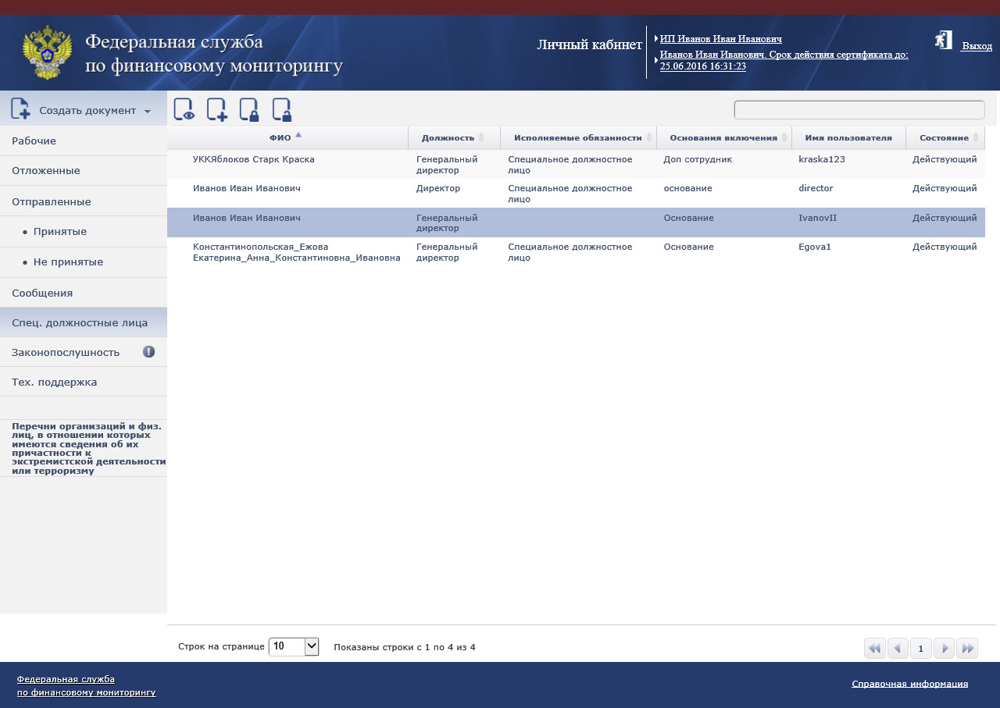 Федеральная служба
по финансовому мониторингу
Личный кабинет
ИП Иванов Иван Иванович
Иванов Иван Иванович. Срок действия сертификата до:
25.06.2016 16:31:23
Выход
Создать документ
Рабочие
Отложенные
Отправленные
• Принятые
• Не принятые
Сообщения
Спец. должностные лица
Законопослушность
Тех. поддержка
Перечни организаций и физ.
лиц, в отношении которых
имеются сведения об их
причастности к
экстремистской деятельности
или терроризму
ФИО Должность Исполняемые обязанности Основания включения Имя пользователя Состояние
УККЯблоков Старк Краска Генеральный Специальное должностное Доп сотрудник kraska123 Действующий
директор лицо
Иванов Иван Иванович Директор Специальное должностное основание director Действующий
лицо
Иванов Иван Иванович Генеральный Основание IvanovII Действующий
директор
Константинопольская_Ежова Генеральный Специальное должностное Основание Egova1 Действующий
Екатерина_Анна_Константиновна_Ивановна директор лицо
Строк на странице 10 Показаны строки с 1 по 4 из 4
1
Федеральная служба
по финансовому мониторингу
Справочная информация